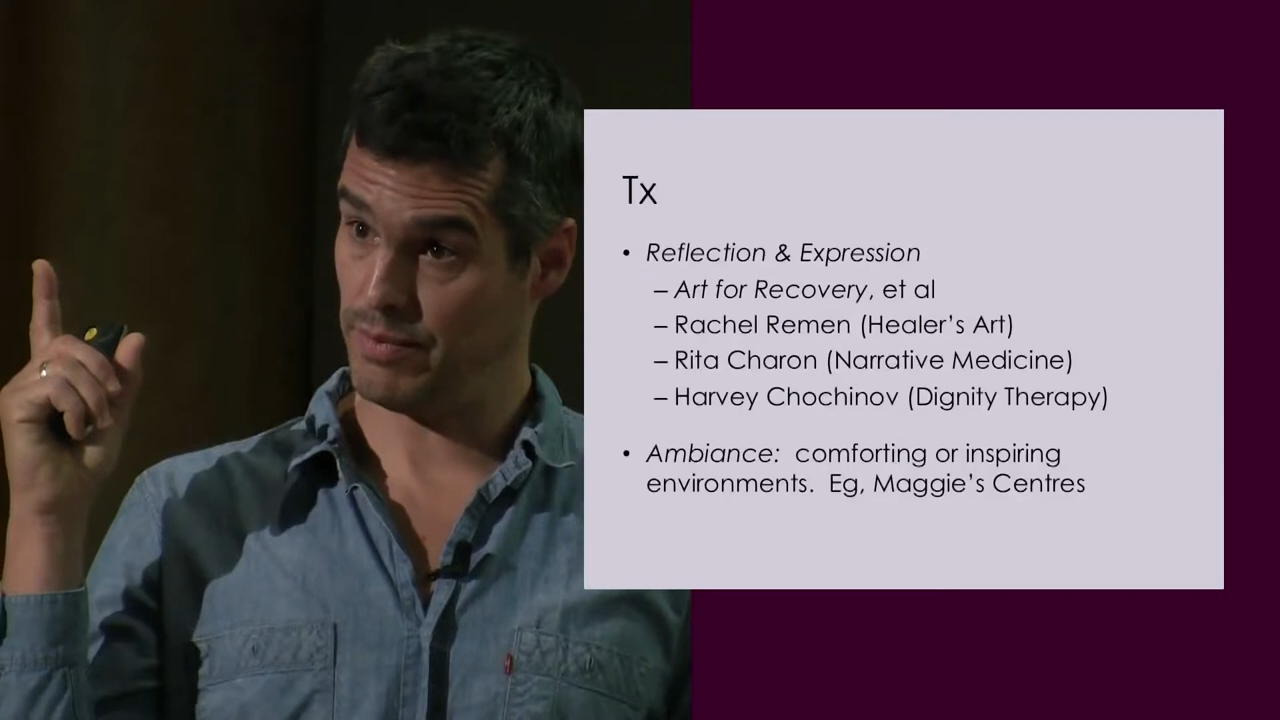 Tx
• Reflection & Expression
– Art for Recovery, et al
– Rachel Remen (Healer's Art)
– Rita Charon (Narrative Medicine)
– Harvey Chochinov (Dignity Therapy)
• Ambiance:  comforting or inspiring
environments.  Eg, Maggie's Centres